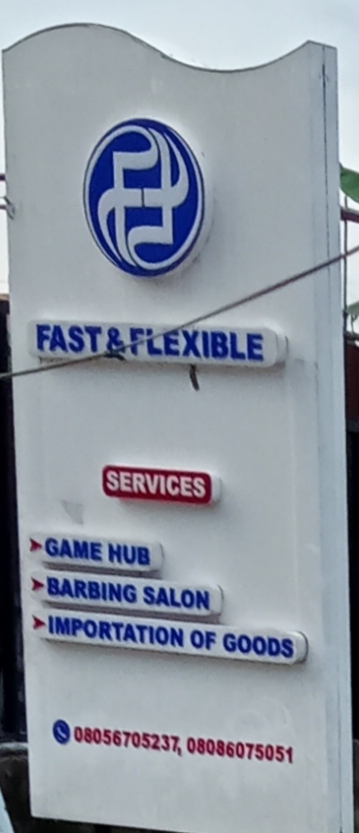 FAST & FLEXIBLE
SERVICES
GAME HUB
BARBING SALON
IMPORTATION OF GOODS
08056705237, 08086075051